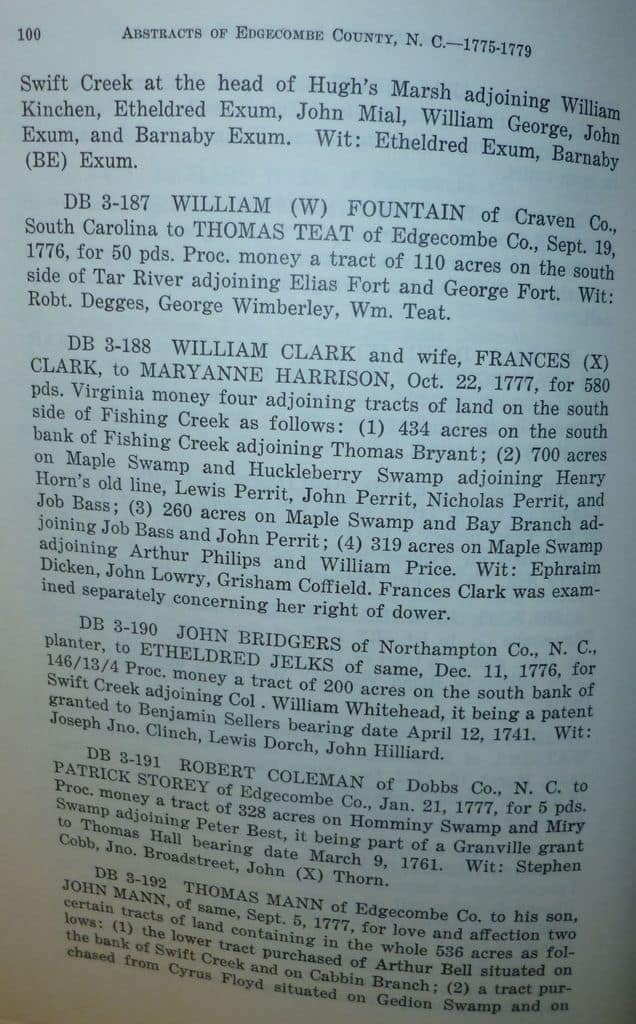 100 ABSTRACTS OF EDGECOMBE COUNTY, N. C.—1775-1779
Swift Creek at the head of Hugh's Marsh adjoining William
Kinchen, Etheldred Exum, John Mial, William George, John
Exum, and Barnaby Exum. Wit: Etheldred Exum, Barnaby
(BE) Exum.
DB 3-187 WILLIAM (W) FOUNTAIN of Craven Co.,
South Carolina to THOMAS TEAT of Edgecombe Co., Sept. 19,
1776, for 50 pds. Proc. money a tract of 110 acres on the south
side of Tar River adjoining Elias Fort and George Fort. Wit:
Robt. Degges, George Wimberley, Wm. Teat.
DB 3-188 WILLIAM CLARK and wife, FRANCES (X)
CLARK, to MARYANNE HARRISON, Oct. 22, 1777, for 580
pds. Virginia money four adjoining tracts of land on the south
side of Fishing Creek as follows: (1) 434 acres on the south
bank of Fishing Creek adjoining Thomas Bryant; (2) 700 acres
on Maple Swamp and Huckleberry Swamp adjoining Henry
Horn's old line, Lewis Perrit, John Perrit, Nicholas Perrit, and
Job Bass; (3) 260 acres on Maple Swamp and Bay Branch ad-
joining Job Bass and John Perrit; (4) 319 acres on Maple Swamp
adjoining Arthur Philips and William Price. Wit: Ephraim
Dicken, John Lowry, Grisham Coffield. Frances Clark was exam-
ined separately concerning her right of dower.
DB 3-190 JOHN BRIDGERS of Northampton Co., N. C.,
planter, to ETHELDRED JELKS of same, Dec. 11, 1776, for
146/13/4 Proc. money a tract of 200 acres on the south bank of
Swift Creek adjoining Col . William Whitehead, it being a patent
granted to Benjamin Sellers bearing date April 12, 1741. Wit:
Joseph Jno. Clinch, Lewis Dorch, John Hilliard.
DB 3-191 ROBERT COLEMAN of Dobbs Co., N. C. to
PATRICK STOREY of Edgecombe Co., Jan. 21, 1777, for 5 pds.
Proc. money a tract of 328 acres on Homminy Swamp and Miry
Swamp adjoining Peter Best, it being part of a Granville grant
to Thomas Hall bearing date March 9, 1761. Wit: Stephen
Cobb, Jno. Broadstreet, John (X) Thorn.
DB 3-192 THOMAS MANN of Edgecombe Co. to his son,
JOHN MANN, of same, Sept. 5, 1777, for love and affection two
certain tracts of land containing in the whole 536 acres as fol-
lows: (1) the lower tract purchased of Arthur Bell situated on
the bank of Swift Creek and on Cabbin Branch; (2) a tract pur-
chased from Cyrus Floyd situated on Gedion Swamp and on